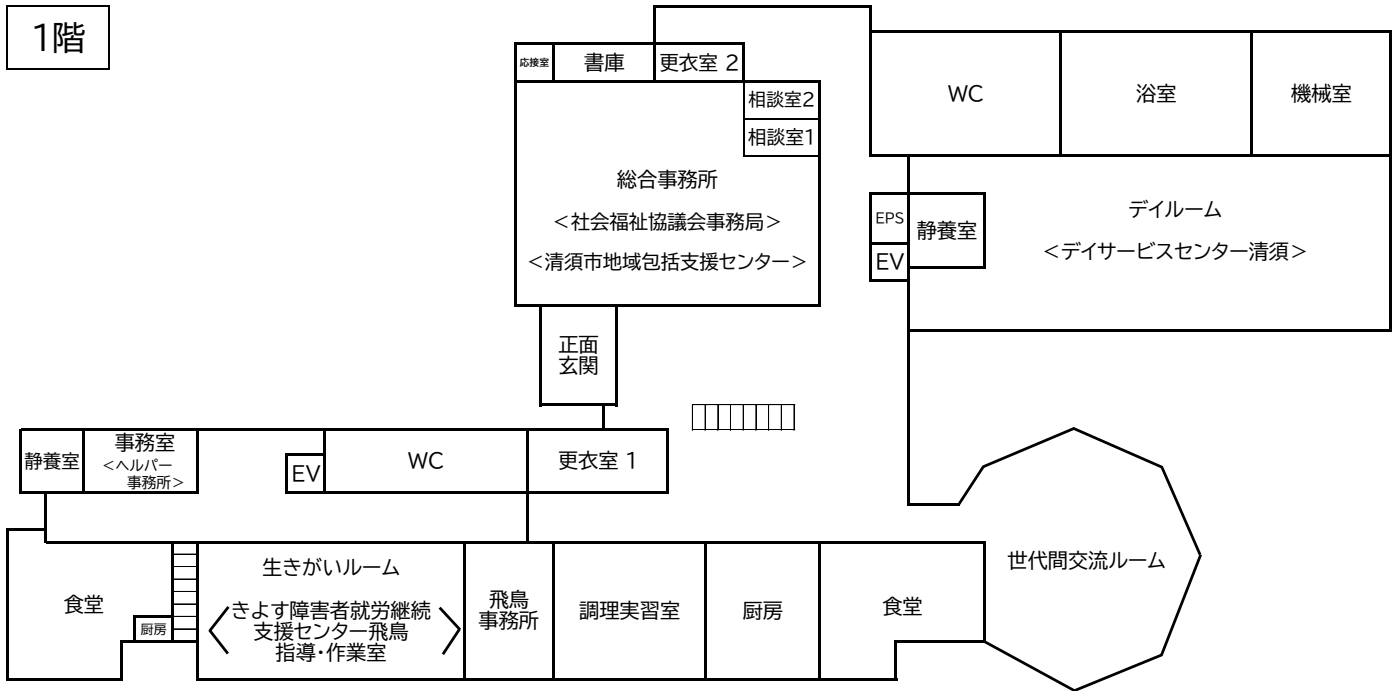 1階
応接室
書庫
更衣室 2
相談室2
相談室1
総合事務所
<社会福祉協議会事務局>
<清須市地域包括支援センター>
正面
玄関
WC
浴室
機械室
EPS
EV
静養室
デイルーム
<デイサービスセンター清須>
静養室
事務室
<ヘルパー
事務所>
EV
WC
更衣室 1
食堂
厨房
生きがいルーム
きよす障害者就労継続
支援センター飛鳥
指導・作業室
飛鳥
事務所
調理実習室
厨房
食堂
世代間交流ルーム